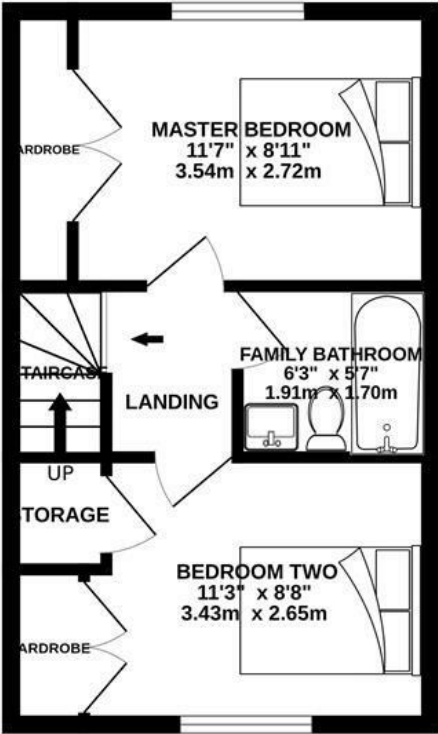 MASTER BEDROOM
11'7" x 8'11"
3.54m x 2.72m
ARDROBE
FAMILY BATHROOM
6'3" x 5'7"
1.91m x 1.70m
TAIRCASE
LANDING
UP
TORAGE
BEDROOM TWO
11'3" x 8'8"
3.43m x 2.65m
ARDROBE